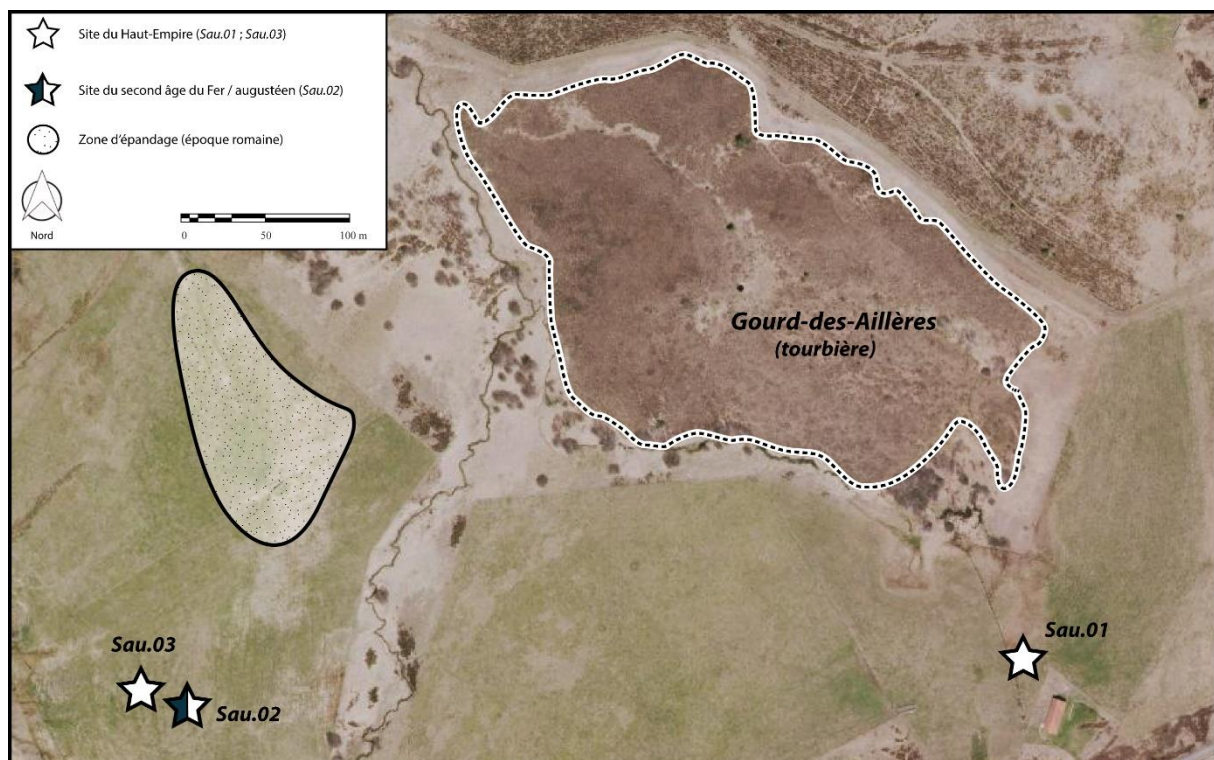 Site du Haut-Empire (Sau.01 ; Sau.03)
Site du second âge du Fer / augustéen (Sau.02)
Zone d'épandage (époque romaine)
Nord
0 50 100 m
Gourd-des-Aillères
(tourbière)
Sau.01
Sau.03
Sau.02